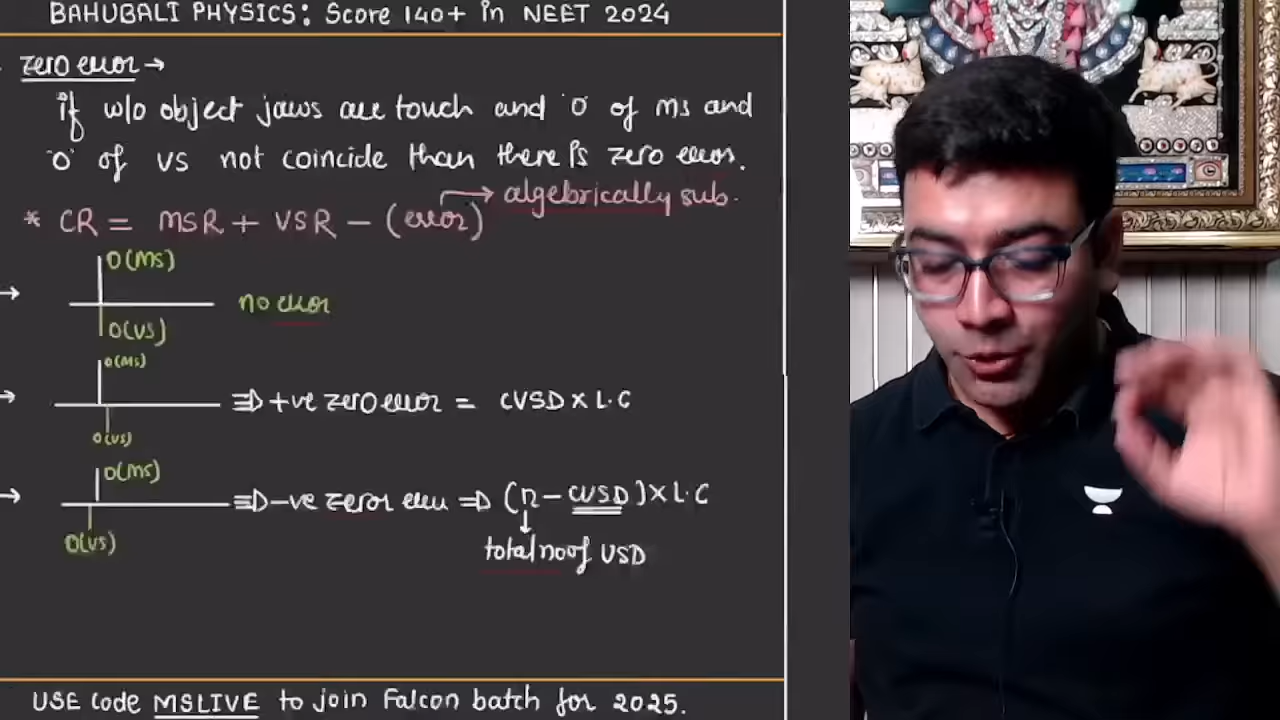 BAHUBALI PHYSICS: Score 140+ in NEET 2024
zero error →
if w/o object jaws are touch and '0' of ms and
'0' of vs not coincide than there is zero error.
→ algebrically sub.
* CR = MSR + VSR - (error)
0(MS)
→ no error
0(VS)
0(MS)
→ ⇒ +ve zero error = CVSD × L.C
0(VS)
0(MS)
→ ⇒ -ve zeror error ⇒ (n - CVSD) × L.C
0(VS)
↓
total no of VSD
USE Code MSLIVE to join Falcon batch for 2025.